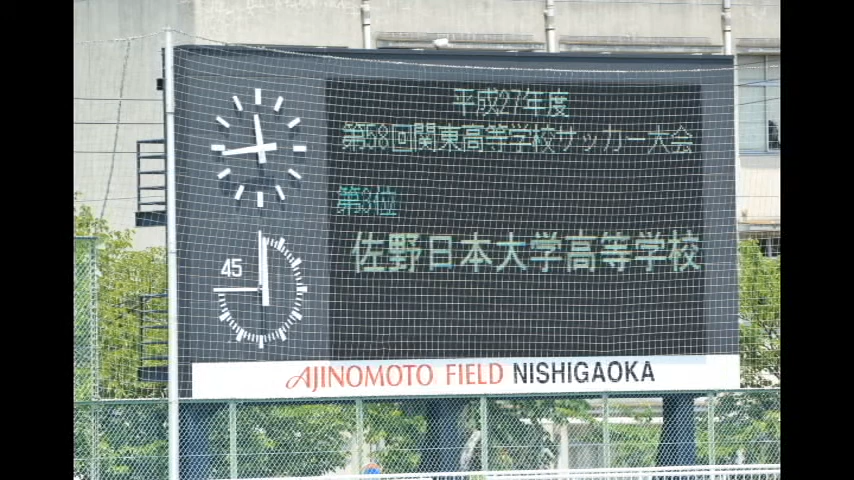 平成27年度
第58回関東高等学校サッカー大会
第3位
佐野日本大学高等学校
45
AJINOMOTO FIELD NISHIGAOKA